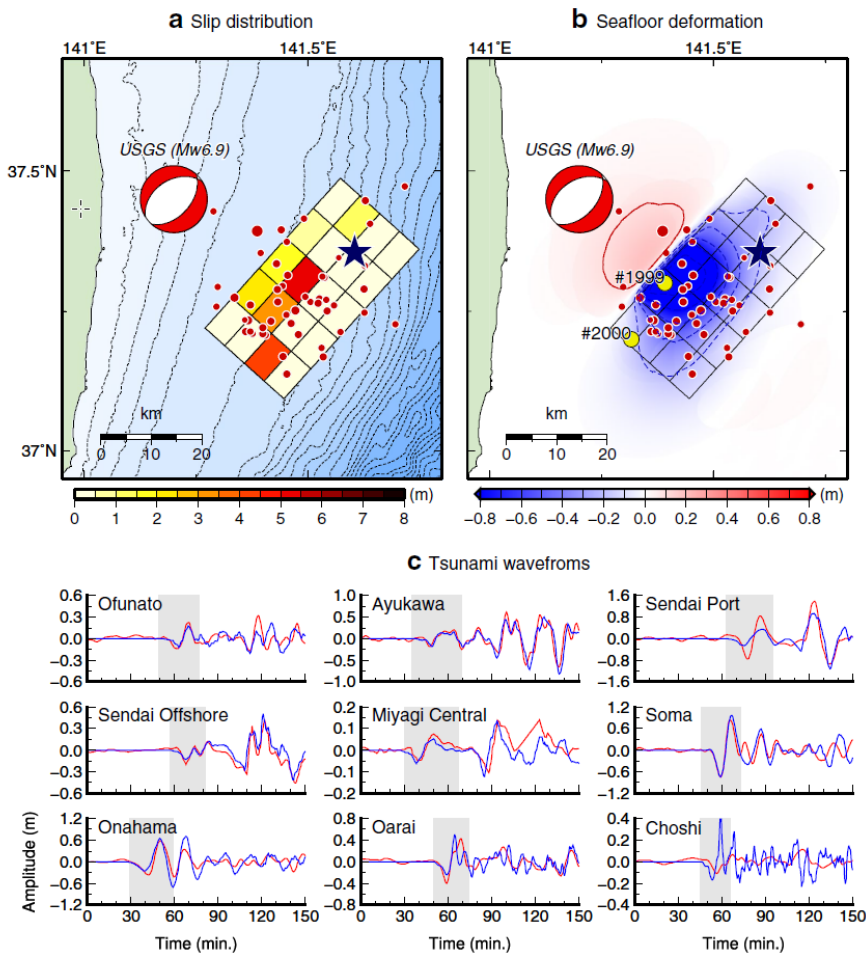 a Slip distribution
b Seafloor deformation
141˚E
141.5˚
141˚E
141.5˚
37.5˚N
37˚N
USGS (Mw6.9)
km
0 10 20
0 1 2 3 4 5 6 7 8
(m)
USGS (Mw6.9)
#1999
#2000
km
0 10 20
−0.8 −0.6 −0.4 −0.2 0.0 0.2 0.4 0.6 0.8
(m)
c Tsunami wavefroms
0.6
0.3
0.0
−0.3
−0.6
Ofunato
1.0
0.5
0.0
−0.5
−1.0
Ayukawa
1.6
0.8
0.0
−0.8
−1.6
Sendai Port
0.6
0.3
0.0
−0.3
−0.6
Sendai Offshore
0.2
0.1
0.0
−0.1
−0.2
Miyagi Central
1.2
0.6
0.0
−0.6
−1.2
Soma
Amplitude (m)
1.2
0.6
0.0
−0.6
−1.2
Onahama
0 30 60 90 120 150
Time (min.)
0.8
0.4
0.0
−0.4
−0.8
Oarai
0 30 60 90 120 150
Time (min.)
0.4
0.2
0.0
−0.2
−0.4
Choshi
0 30 60 90 120 150
Time (min.)